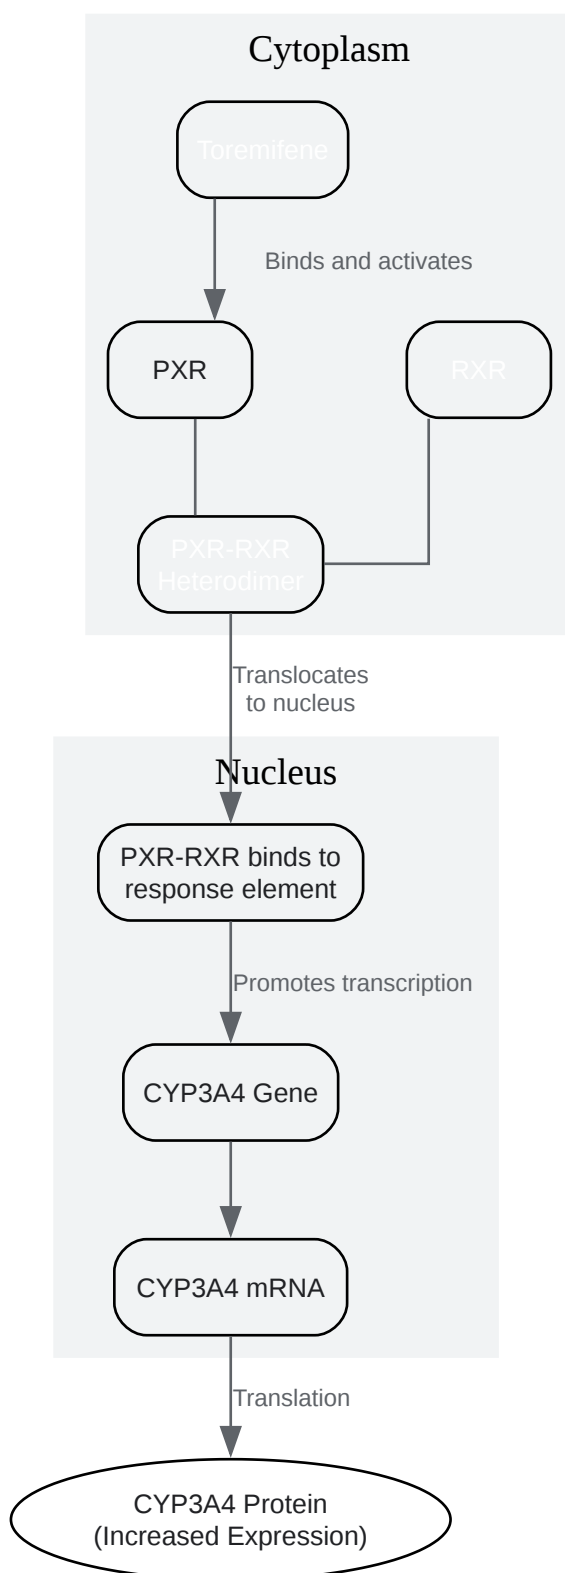 Cytoplasm
Toremifene
Binds and activates
PXR
RXR
PXR-RXR
Heterodimer
Translocates
to nucleus
Nucleus
PXR-RXR binds to
response element
Promotes transcription
CYP3A4 Gene
CYP3A4 mRNA
Translation
CYP3A4 Protein
(Increased Expression)